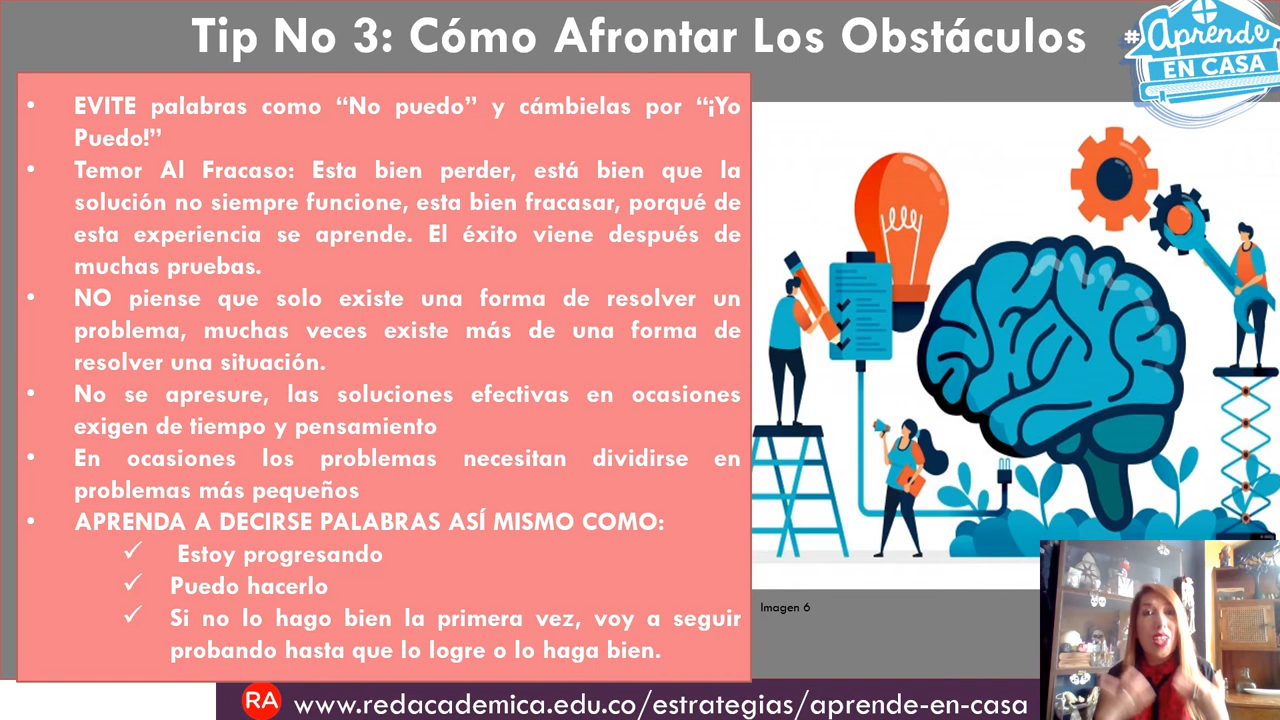 Tip No 3: Cómo Afrontar Los Obstáculos
#Aprende
EN CASA
• EVITE palabras como “No puedo” y cámbielas por “¡Yo
Puedo!”
• Temor Al Fracaso: Esta bien perder, está bien que la
solución no siempre funcione, esta bien fracasar, porqué de
esta experiencia se aprende. El éxito viene después de
muchas pruebas.
• NO piense que solo existe una forma de resolver un
problema, muchas veces existe más de una forma de
resolver una situación.
• No se apresure, las soluciones efectivas en ocasiones
exigen de tiempo y pensamiento
• En ocasiones los problemas necesitan dividirse en
problemas más pequeños
• APRENDA A DECIRSE PALABRAS ASÍ MISMO COMO:
✓ Estoy progresando
✓ Puedo hacerlo
✓ Si no lo hago bien la primera vez, voy a seguir
probando hasta que lo logre o lo haga bien.
Imagen 6
RA www.redacademica.edu.co/estrategias/aprende-en-casa